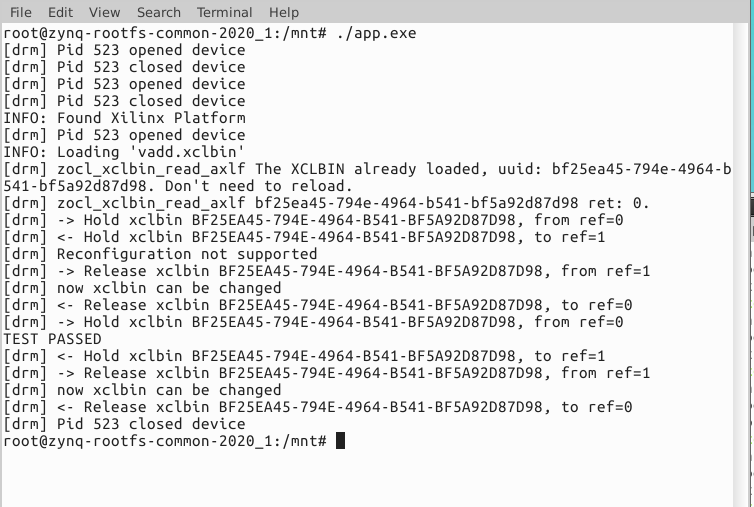 File Edit View Search Terminal Help
root@zynq-rootfs-common-2020_1:/mnt# ./app.exe
[drm] Pid 523 opened device
[drm] Pid 523 closed device
[drm] Pid 523 opened device
[drm] Pid 523 closed device
INFO: Found Xilinx Platform
[drm] Pid 523 opened device
INFO: Loading 'vadd.xclbin'
[drm] zocl_xclbin_read_axlf The XCLBIN already loaded, uuid: bf25ea45-794e-4964-b
541-bf5a92d87d98. Don't need to reload.
[drm] zocl_xclbin_read_axlf bf25ea45-794e-4964-b541-bf5a92d87d98 ret: 0.
[drm] -> Hold xclbin BF25EA45-794E-4964-B541-BF5A92D87D98, from ref=0
[drm] <- Hold xclbin BF25EA45-794E-4964-B541-BF5A92D87D98, to ref=1
[drm] Reconfiguration not supported
[drm] -> Release xclbin BF25EA45-794E-4964-B541-BF5A92D87D98, from ref=1
[drm] now xclbin can be changed
[drm] <- Release xclbin BF25EA45-794E-4964-B541-BF5A92D87D98, to ref=0
[drm] -> Hold xclbin BF25EA45-794E-4964-B541-BF5A92D87D98, from ref=0
TEST PASSED
[drm] <- Hold xclbin BF25EA45-794E-4964-B541-BF5A92D87D98, to ref=1
[drm] -> Release xclbin BF25EA45-794E-4964-B541-BF5A92D87D98, from ref=1
[drm] now xclbin can be changed
[drm] <- Release xclbin BF25EA45-794E-4964-B541-BF5A92D87D98, to ref=0
[drm] Pid 523 closed device
root@zynq-rootfs-common-2020_1:/mnt#